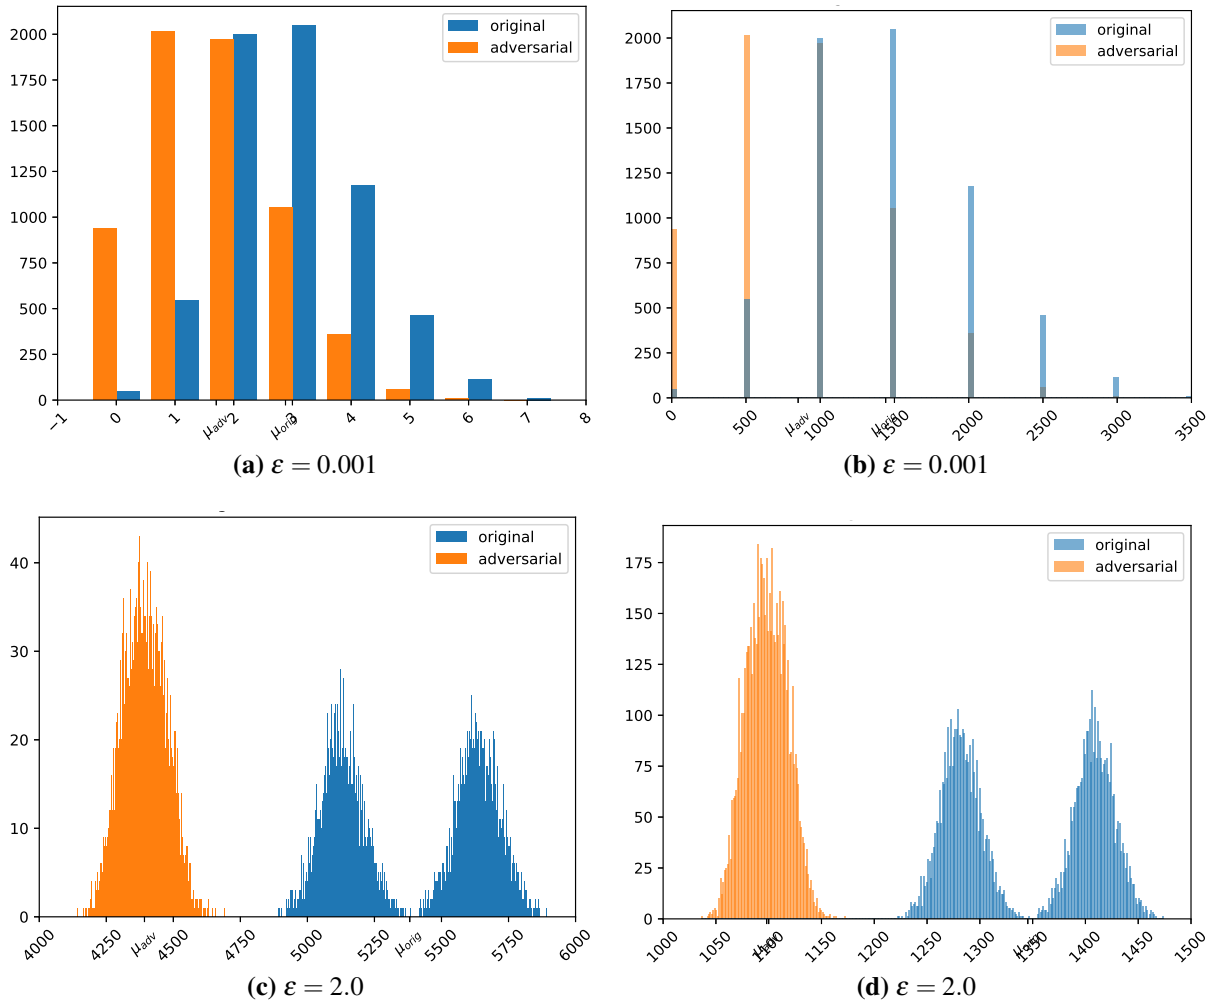 original
adversarial
2000
1750
1500
1250
1000
750
500
250
0
−1 0 1 μadv 2 μorig 3 4 5 6 7 8
(a) ε = 0.001
original
adversarial
2000
1750
1500
1250
1000
750
500
250
0
0 500 μadv 1000 μorig 1500 2000 2500 3000 3500
(b) ε = 0.001
original
adversarial
40
30
20
10
0
4000 4250 μadv 4500 4750 5000 5250 μorig 5500 5750 6000
(c) ε = 2.0
original
adversarial
175
150
125
100
75
50
25
0
1000 1050 μadv 1100 1150 1200 1250 1300 μorig 1350 1400 1450 1500
(d) ε = 2.0